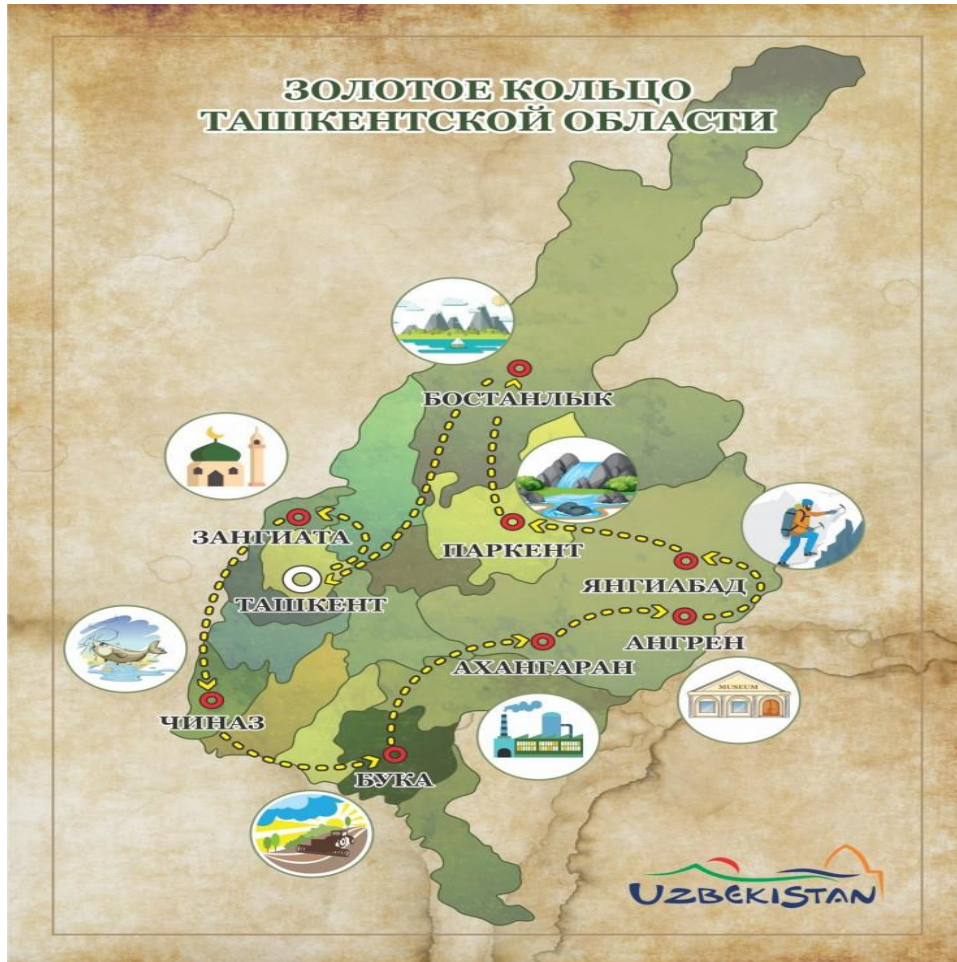 ЗОЛОТОЕ КОЛЬЦО
ТАШКЕНТСКОЙ ОБЛАСТИ
БОСТАНЛЫК
ЗАНГИАТА
ПАРКЕНТ
ЯНГИАБАД
ТАШКЕНТ
АНГРЕН
АХАНГАРАН
MUSEUM
ЧИНАЗ
БУКА
UZBEKISTAN